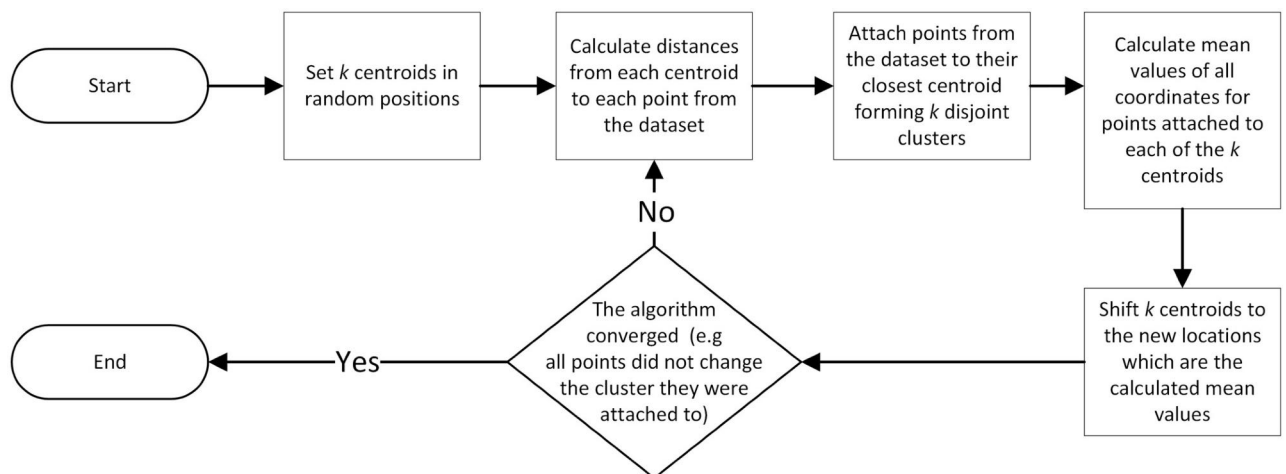 Start
Set k centroids in
random positions
Calculate distances
from each centroid
to each point from
the dataset
Attach points from
the dataset to their
closest centroid
forming k disjoint
clusters
Calculate mean
values of all
coordinates for
points attached to
each of the k
centroids
Shift k centroids to
the new locations
which are the
calculated mean
values
The algorithm
converged (e.g
all points did not change
the cluster they were
attached to)
No
Yes
End